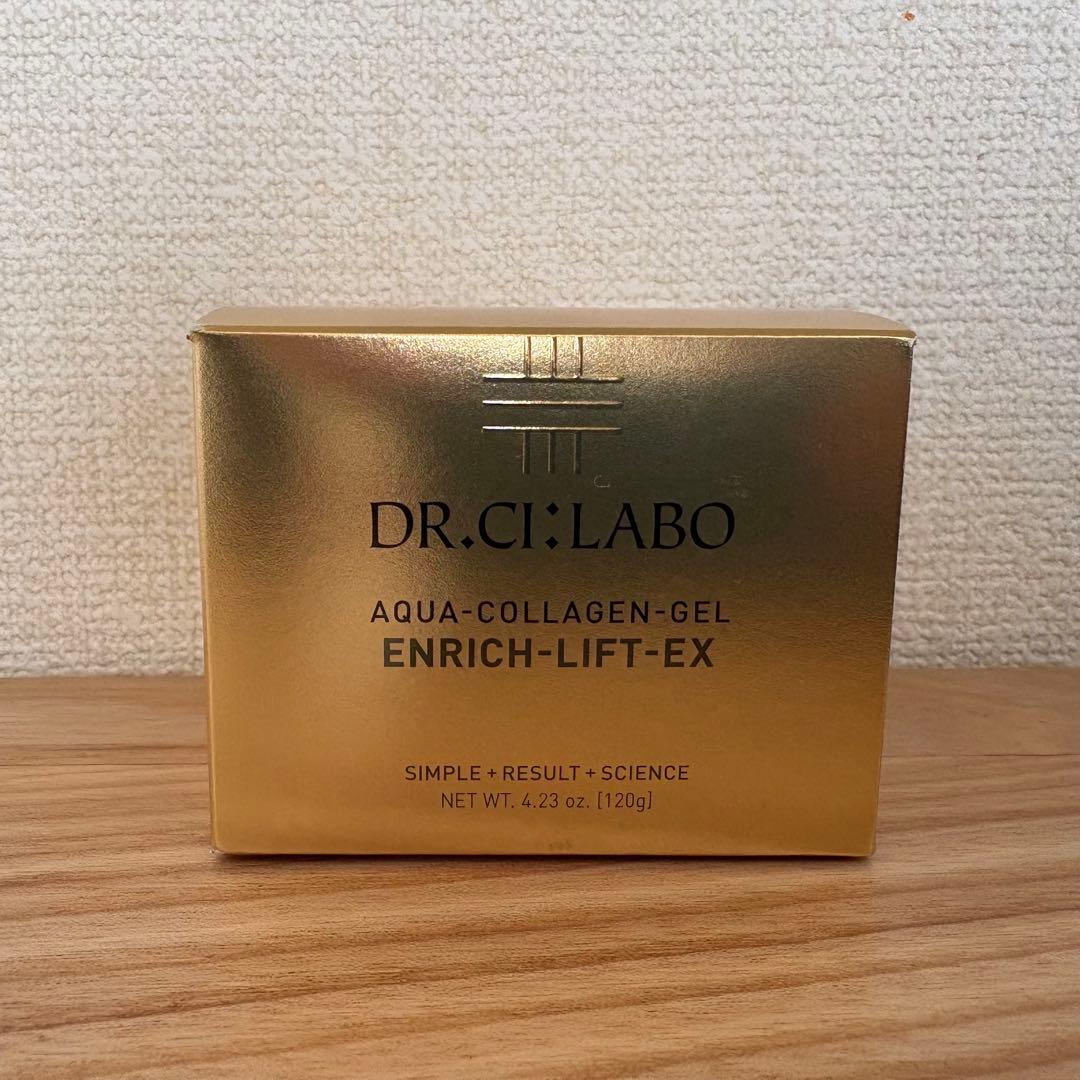 DR.CI:LABO
AQUA-COLLAGEN-GEL
ENRICH-LIFT-EX
SIMPLE + RESULT + SCIENCE
NET WT. 4.23 oz. [120g]